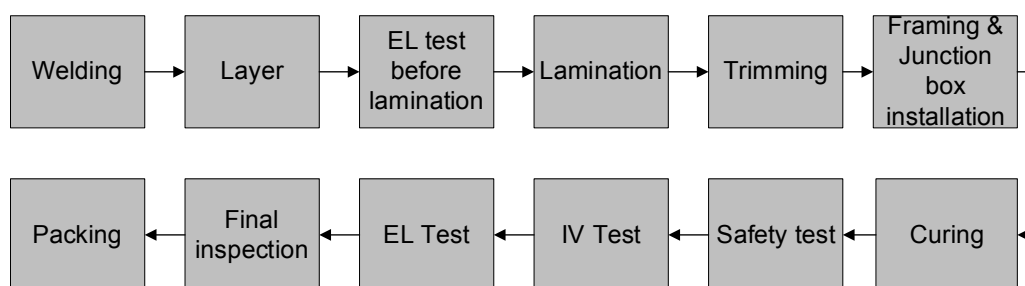 Welding
Layer
EL test
before
lamination
Lamination
Trimming
Framing &
Junction
box
installation
Curing
Safety test
IV Test
EL Test
Final
inspection
Packing